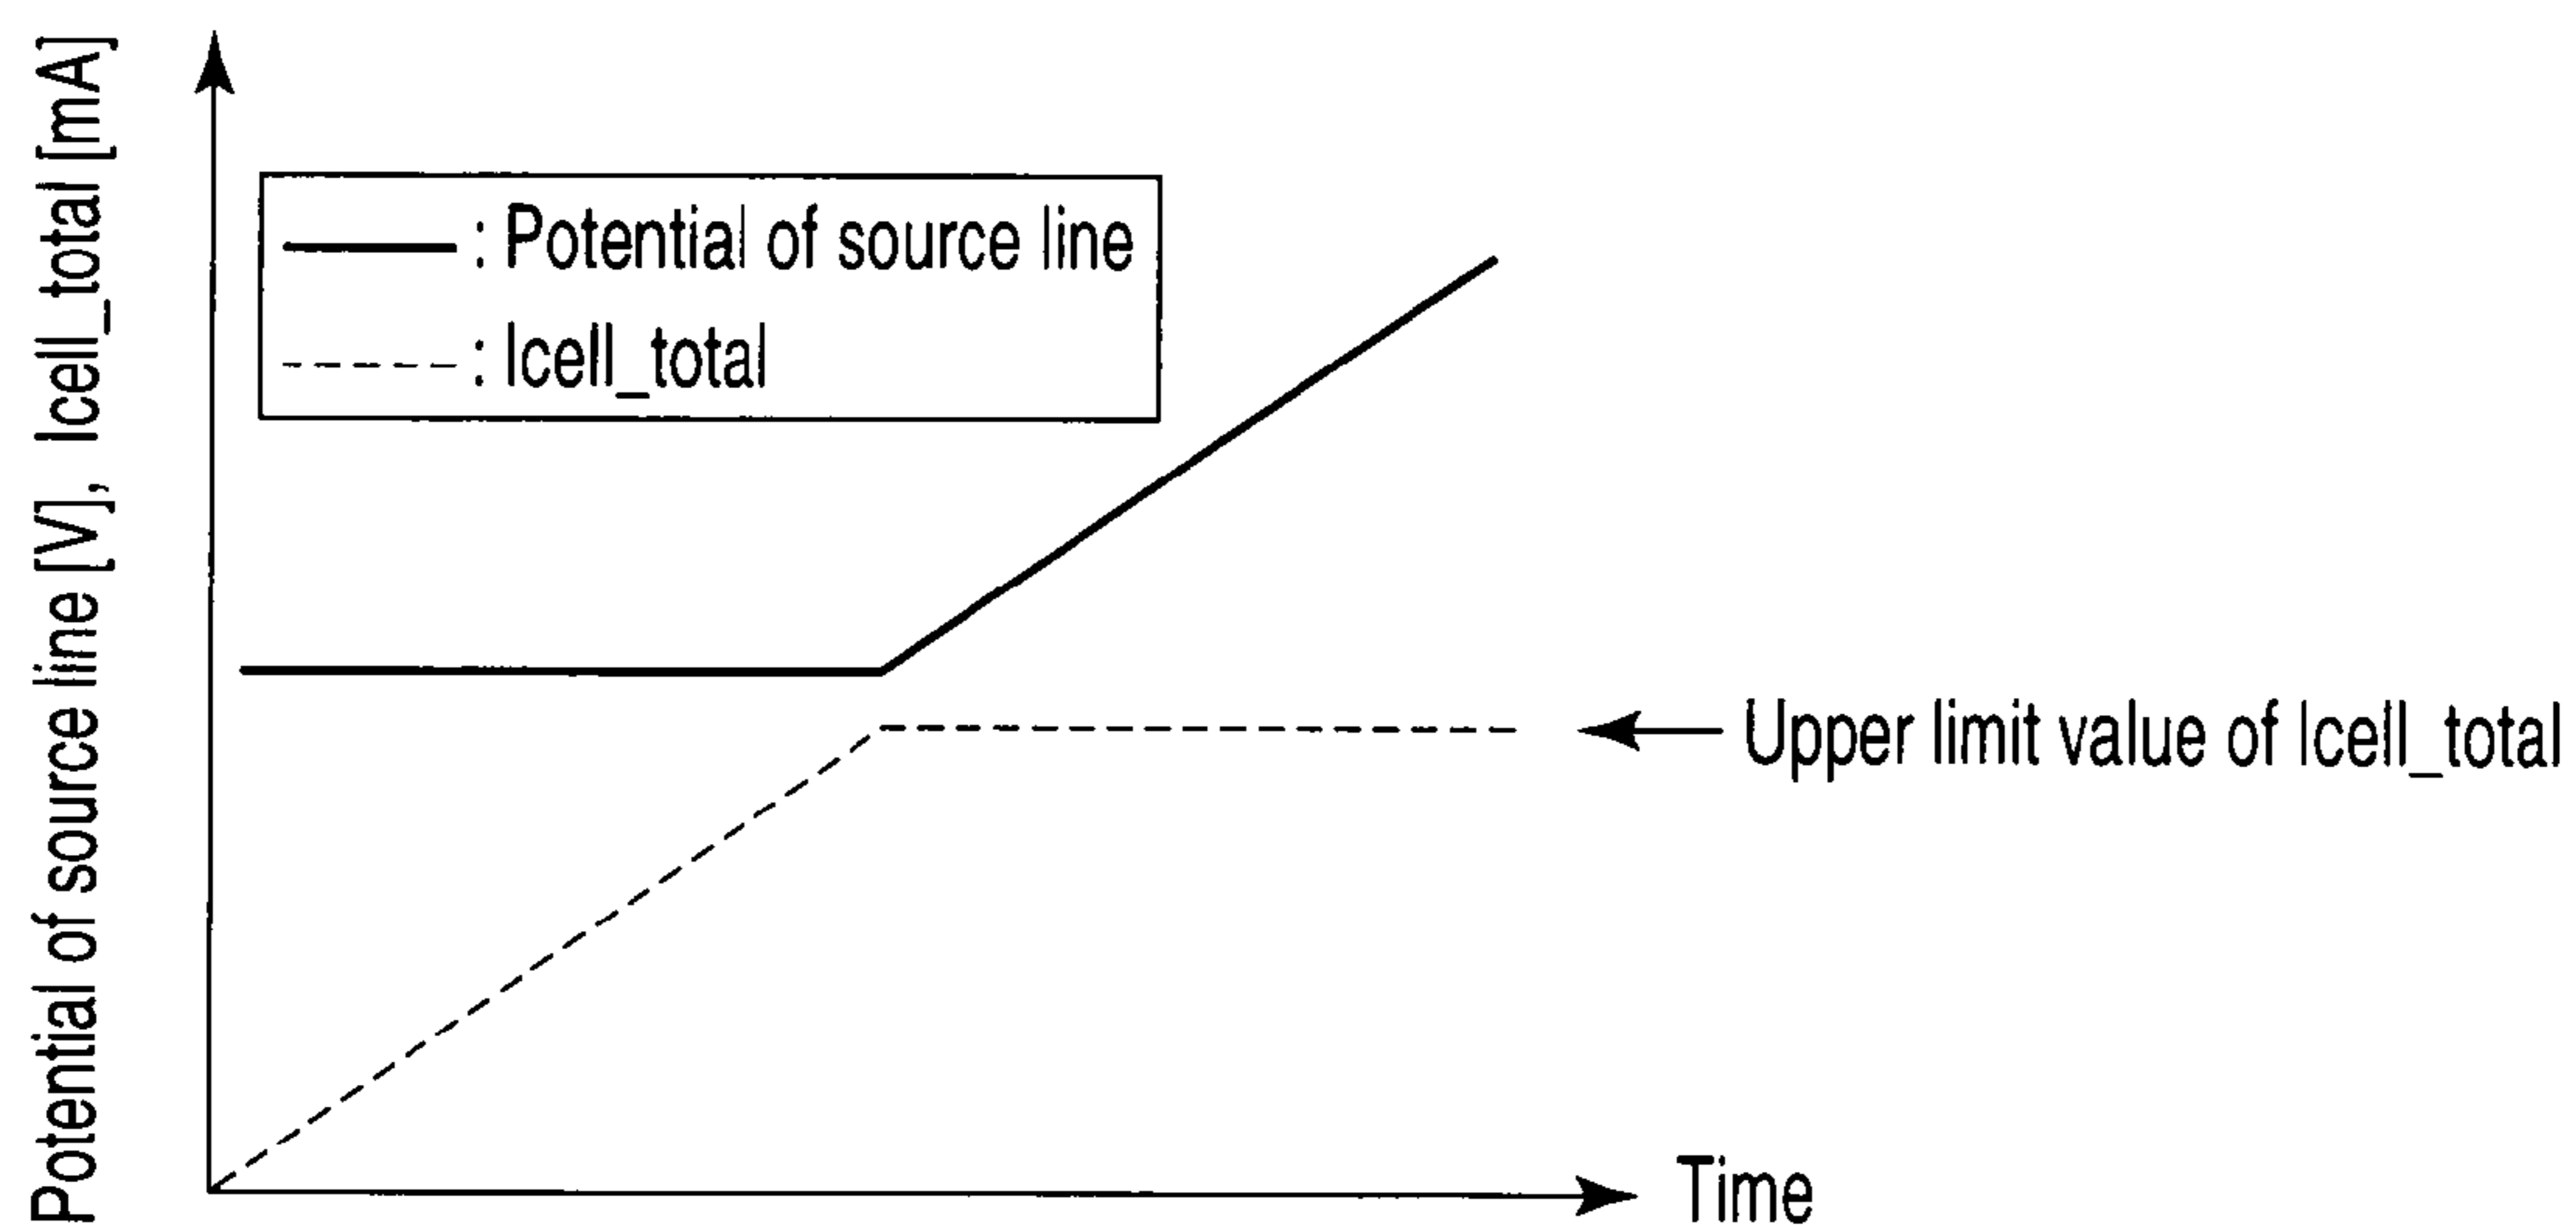 Potential of source line [V], Icell_total [mA]
: Potential of source line
: Icell_total
Upper limit value of Icell_total
Time